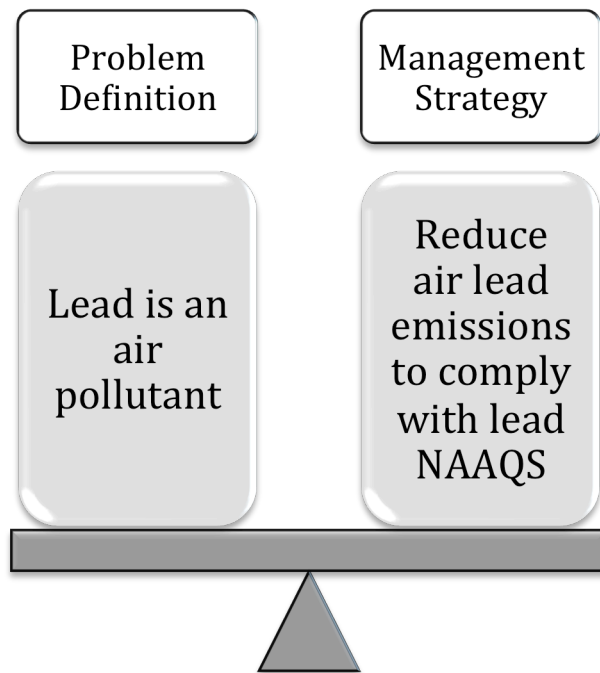 Problem
Definition
Management
Strategy
Lead is an
air
pollutant
Reduce
air lead
emissions
to comply
with lead
NAAQS